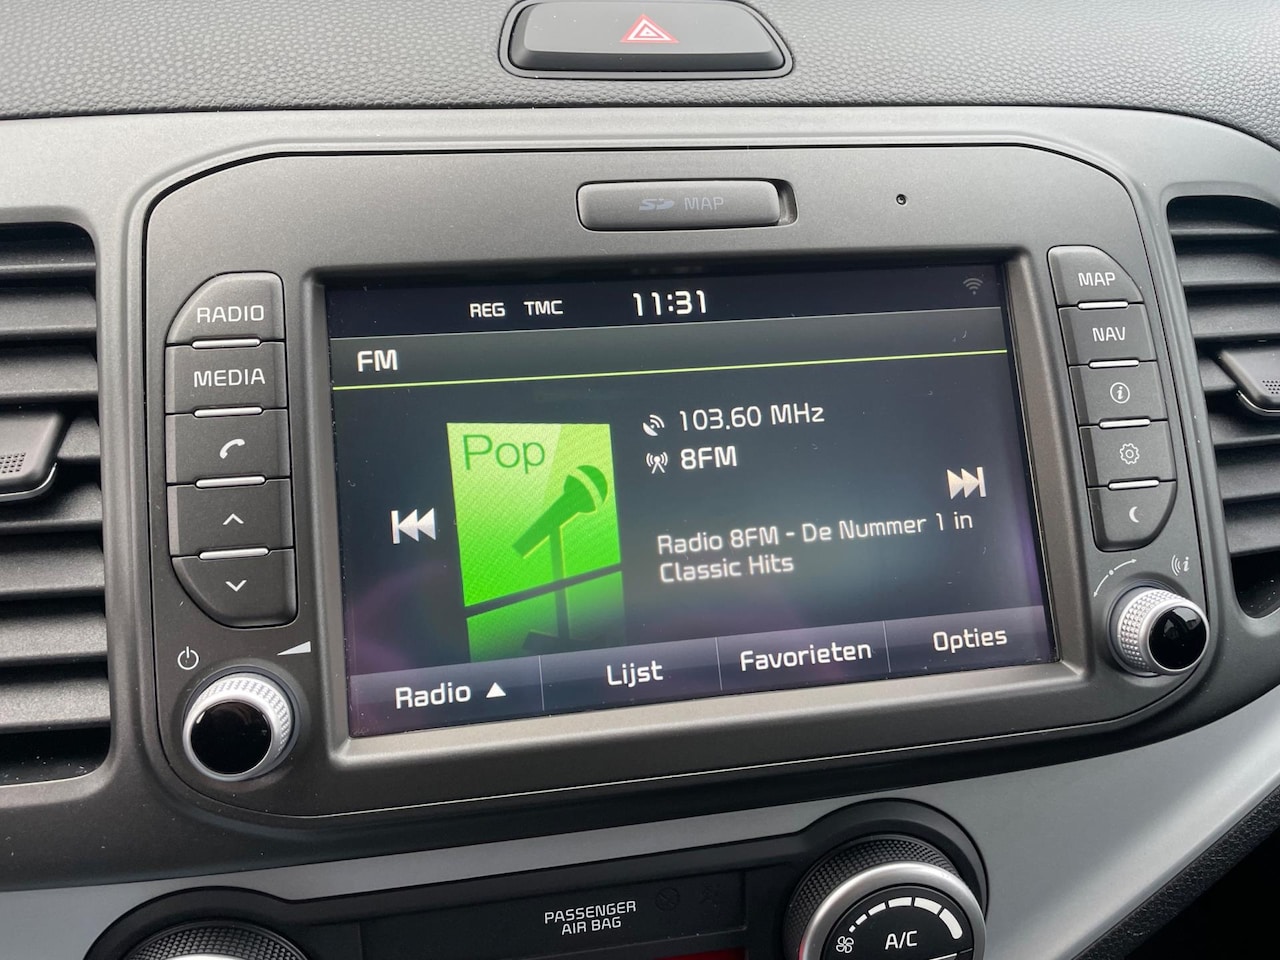 SD MAP
RADIO
MEDIA
MAP
NAV
REG TMC 11:31
FM
Pop
103.60 MHz
8FM
Radio 8FM - De Nummer 1 in
Classic Hits
Radio ▲ Lijst Favorieten Opties
PASSENGER
AIR BAG
A/C